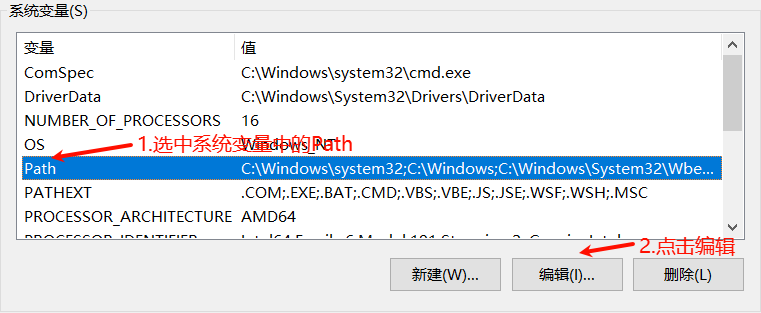 系统变量(S)
变量 值
ComSpec C:\Windows\system32\cmd.exe
DriverData C:\Windows\System32\Drivers\DriverData
NUMBER_OF_PROCESSORS 16
1.选中系统变量中的Path
OS Windows_NT
Path C:\Windows\system32;C:\Windows;C:\Windows\System32\Wbe...
PATHEXT .COM;.EXE;.BAT;.CMD;.VBS;.VBE;.JS;.JSE;.WSF;.WSH;.MSC
PROCESSOR_ARCHITECTURE AMD64
2.点击编辑
新建(W)... 编辑(I)... 删除(L)